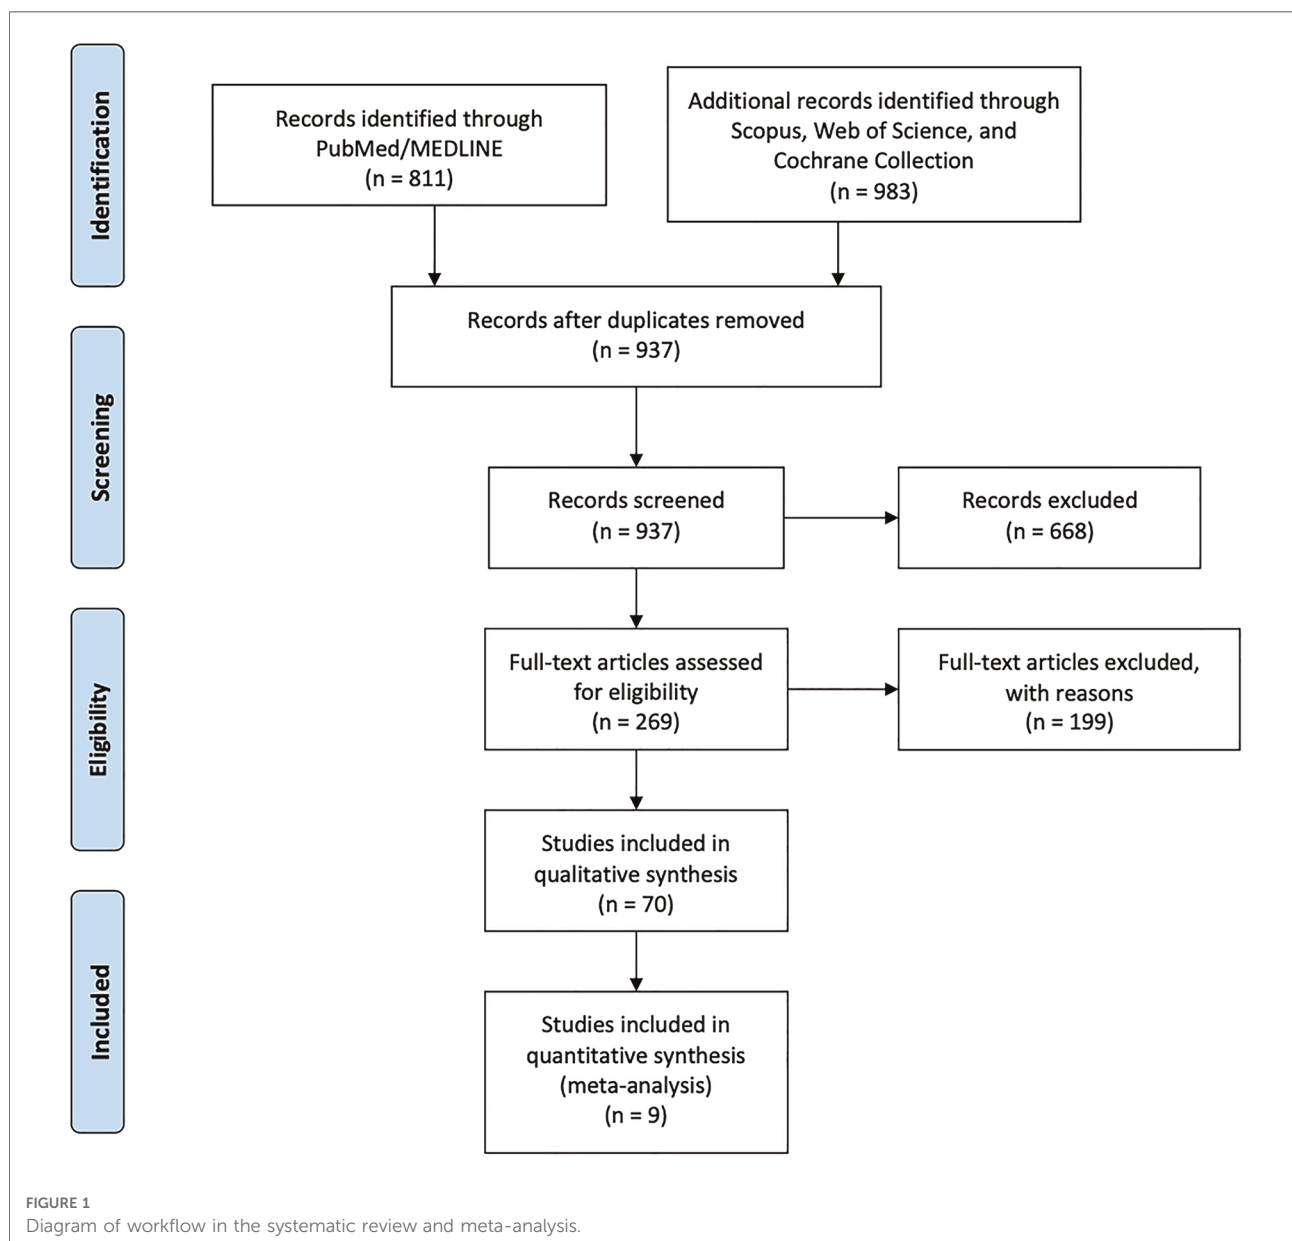 Identification
Records identified through
PubMed/MEDLINE
(n = 811)
Additional records identified through
Scopus, Web of Science, and
Cochrane Collection
(n = 983)
Records after duplicates removed
(n = 937)
Screening
Records screened
(n = 937)
Records excluded
(n = 668)
Eligibility
Full-text articles assessed
for eligibility
(n = 269)
Full-text articles excluded,
with reasons
(n = 199)
Studies included in
qualitative synthesis
(n = 70)
Included
Studies included in
quantitative synthesis
(meta-analysis)
(n = 9)
FIGURE 1
Diagram of workflow in the systematic review and meta-analysis.